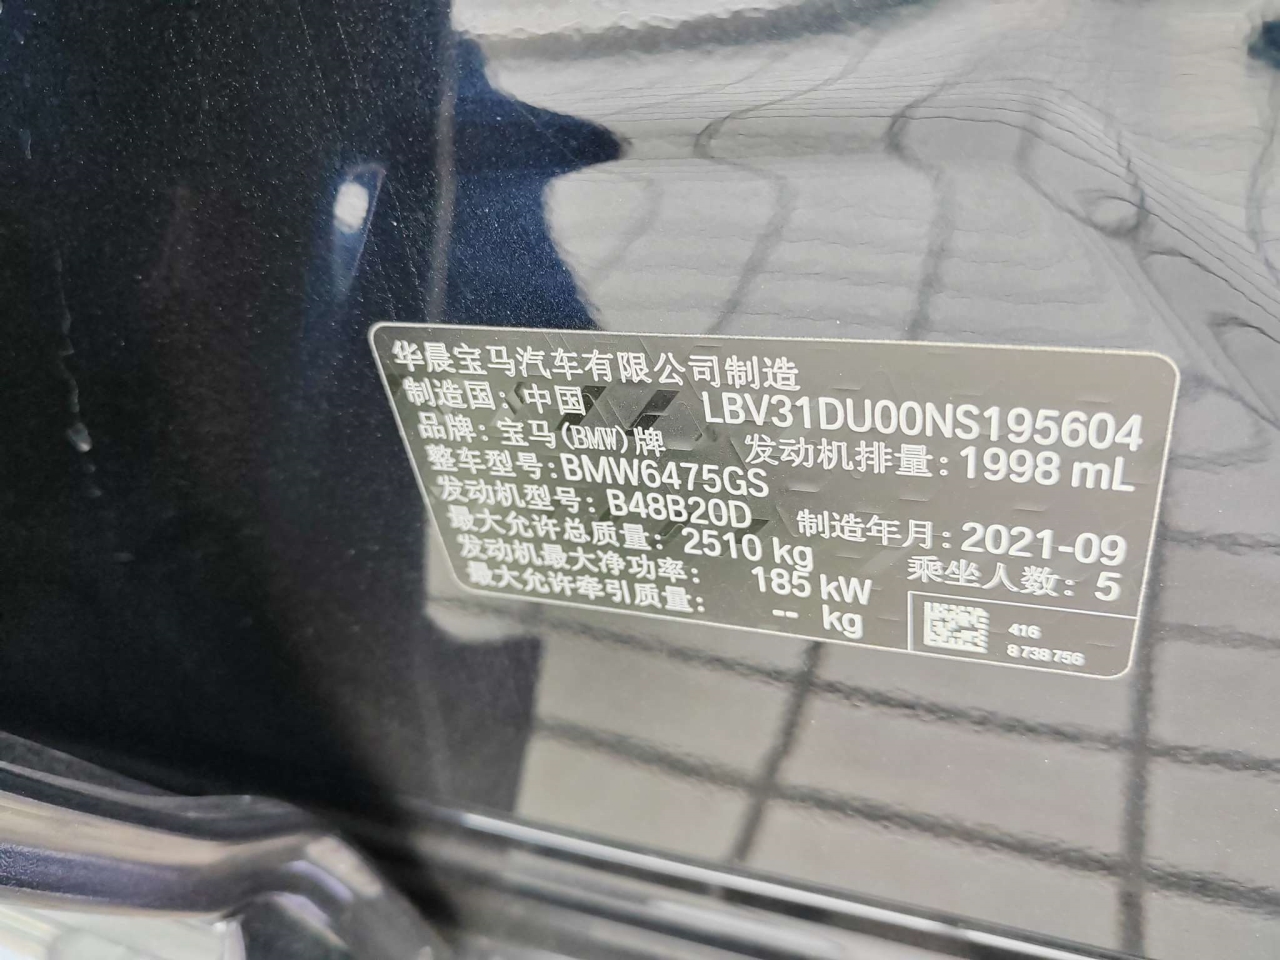 华晨宝马汽车有限公司制造
制造国：中国 LBV31DU00NS195604
品牌：宝马(BMW)牌 发动机排量：1998 mL
整车型号：BMW6475GS
发动机型号：B48B20D 制造年月：2021-09
最大允许总质量：2510 kg 乘坐人数：5
发动机最大净功率：185 kW
最大允许牵引质量：-- kg
416
8 738 756